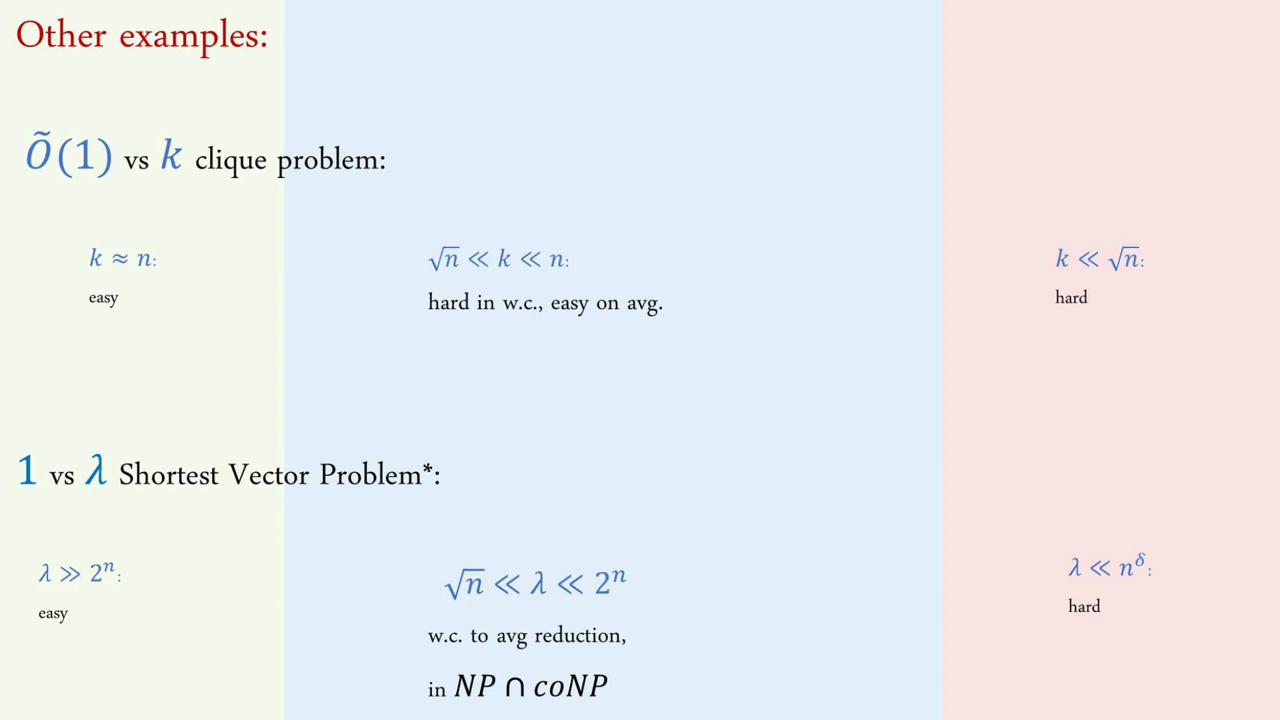 Other examples:
Õ(1) vs k clique problem:
k ≈ n:
easy
√n ≪ k ≪ n:
hard in w.c., easy on avg.
k ≪ √n:
hard
1 vs λ Shortest Vector Problem*:
λ ≫ 2ⁿ:
easy
√n ≪ λ ≪ 2ⁿ
w.c. to avg reduction,
in NP ∩ coNP
λ ≪ n^δ:
hard